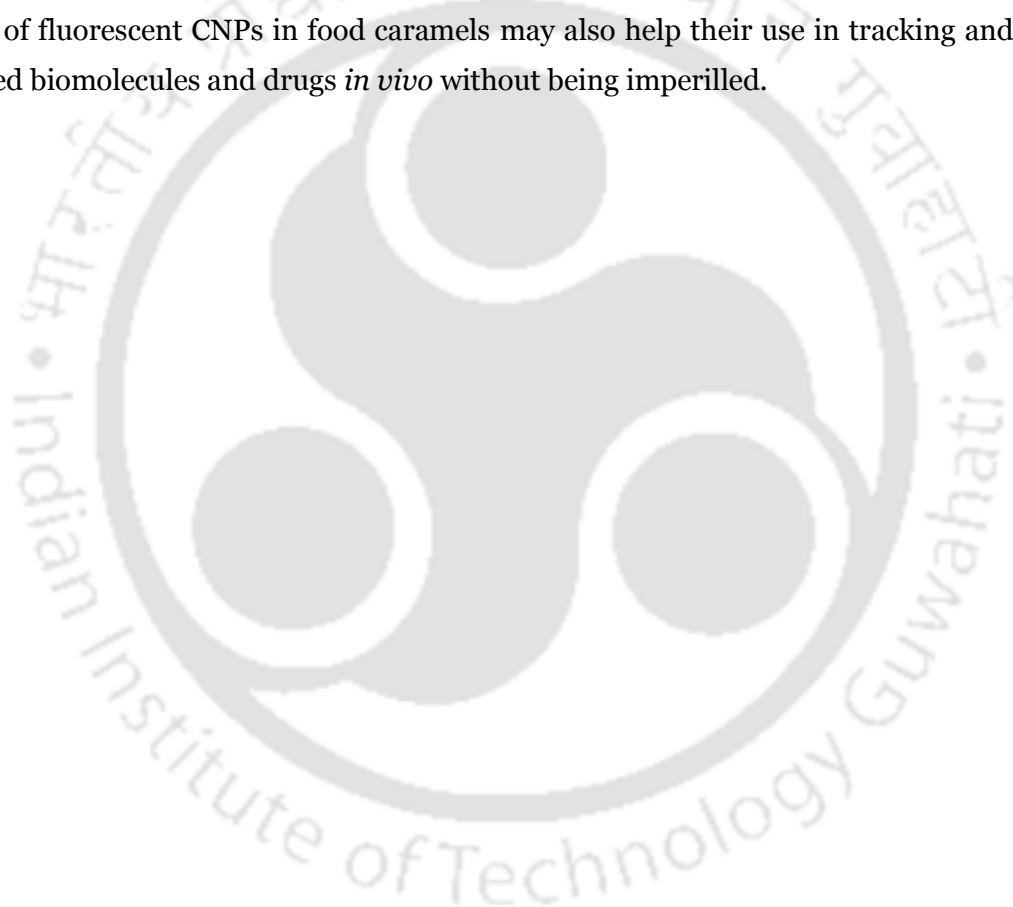 of fluorescent CNPs in food caramels may also help their use in tracking and
ed biomolecules and drugs in vivo without being imperilled.
Indian Institute of Technology Guwahati